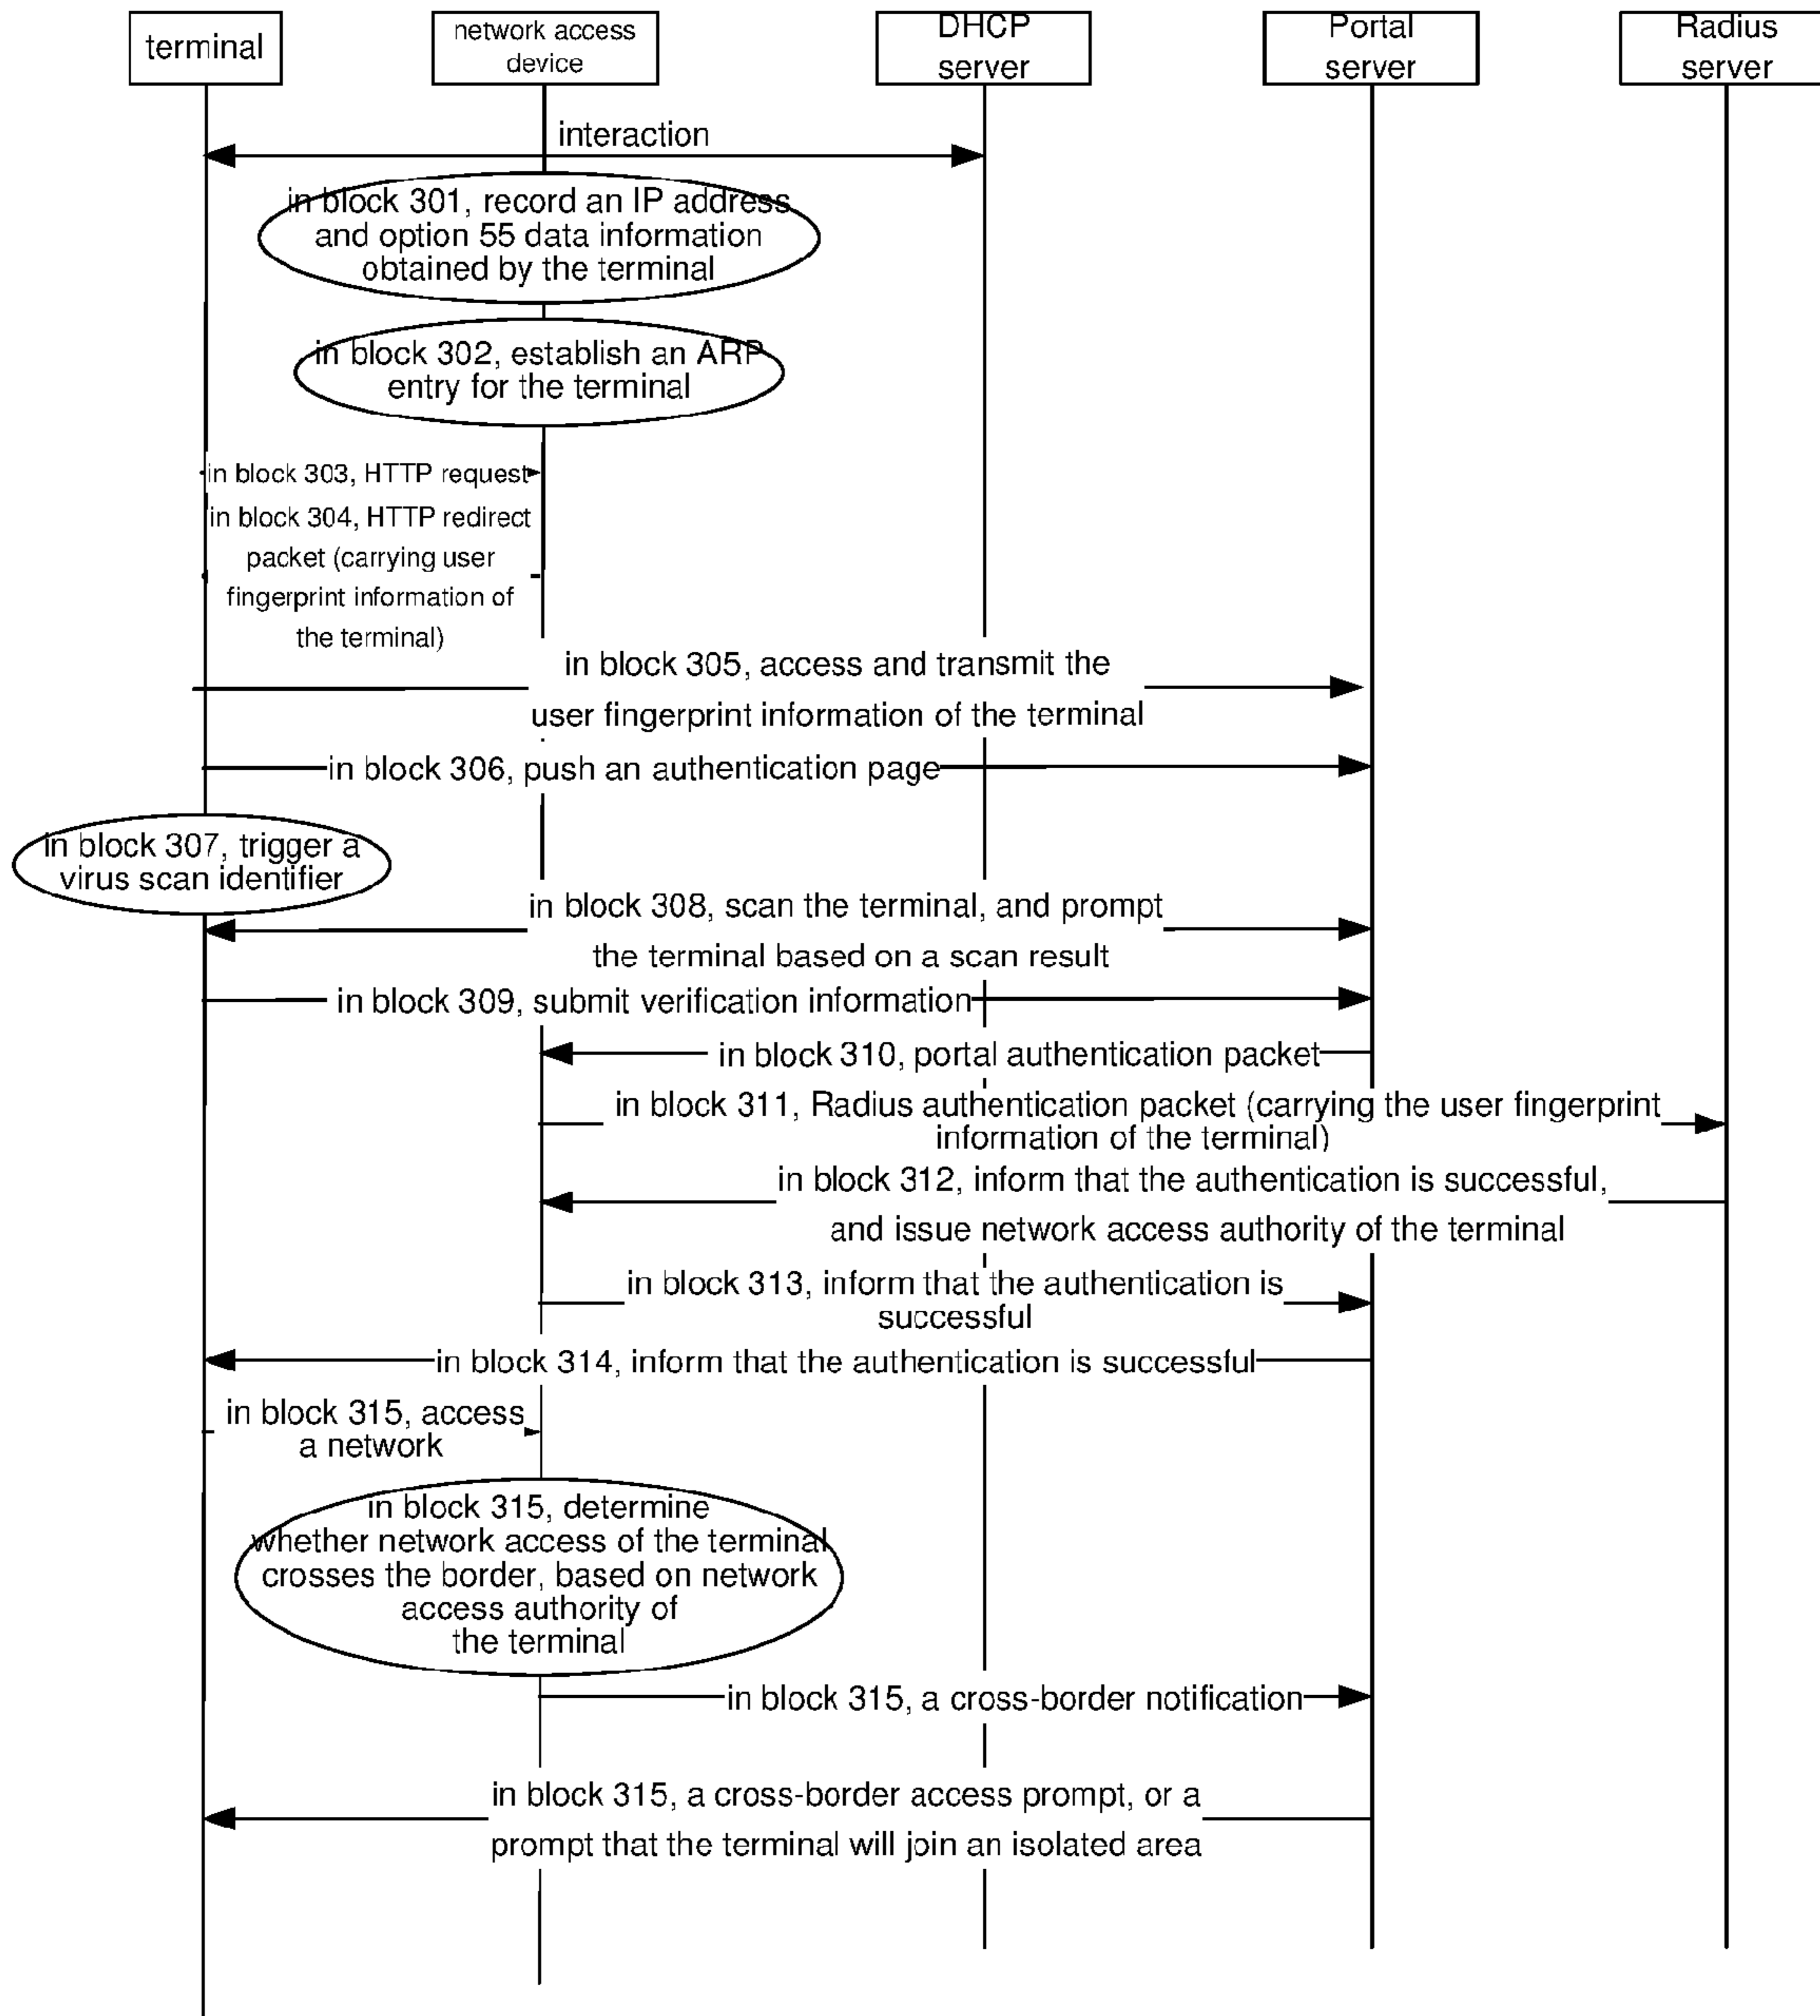 terminal
network access
device
DHCP
server
Portal
server
Radius
server
interaction
in block 301, record an IP address
and option 55 data information
obtained by the terminal
in block 302, establish an ARP
entry for the terminal
in block 303, HTTP request
in block 304, HTTP redirect
packet (carrying user
fingerprint information of
the terminal)
in block 305, access and transmit the
user fingerprint information of the terminal
in block 306, push an authentication page
in block 307, trigger a
virus scan identifier
in block 308, scan the terminal, and prompt
the terminal based on a scan result
in block 309, submit verification information
in block 310, portal authentication packet
in block 311, Radius authentication packet (carrying the user fingerprint
information of the terminal)
in block 312, inform that the authentication is successful,
and issue network access authority of the terminal
in block 313, inform that the authentication is
successful
in block 314, inform that the authentication is successful
in block 315, access
a network
in block 315, determine
whether network access of the terminal
crosses the border, based on network
access authority of
the terminal
in block 315, a cross-border notification
in block 315, a cross-border access prompt, or a
prompt that the terminal will join an isolated area